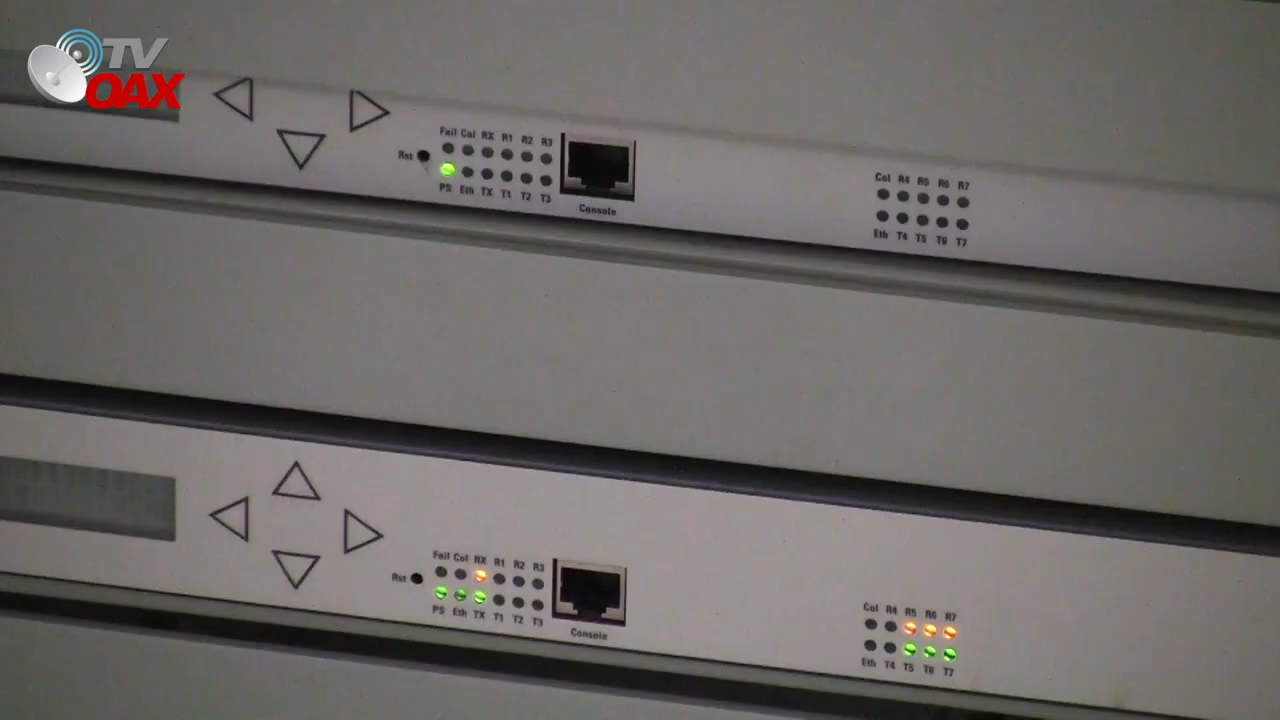 TV
OAX
Fail Col RX R1 R2 R3
Rst
PS Eth TX T1 T2 T3
Console
Col R4 R5 R6 R7
Eth T4 T5 T6 T7
Fail Col RX R1 R2 R3
Rst
PS Eth TX T1 T2 T3
Console
Col R4 R5 R6 R7
Eth T4 T5 T6 T7